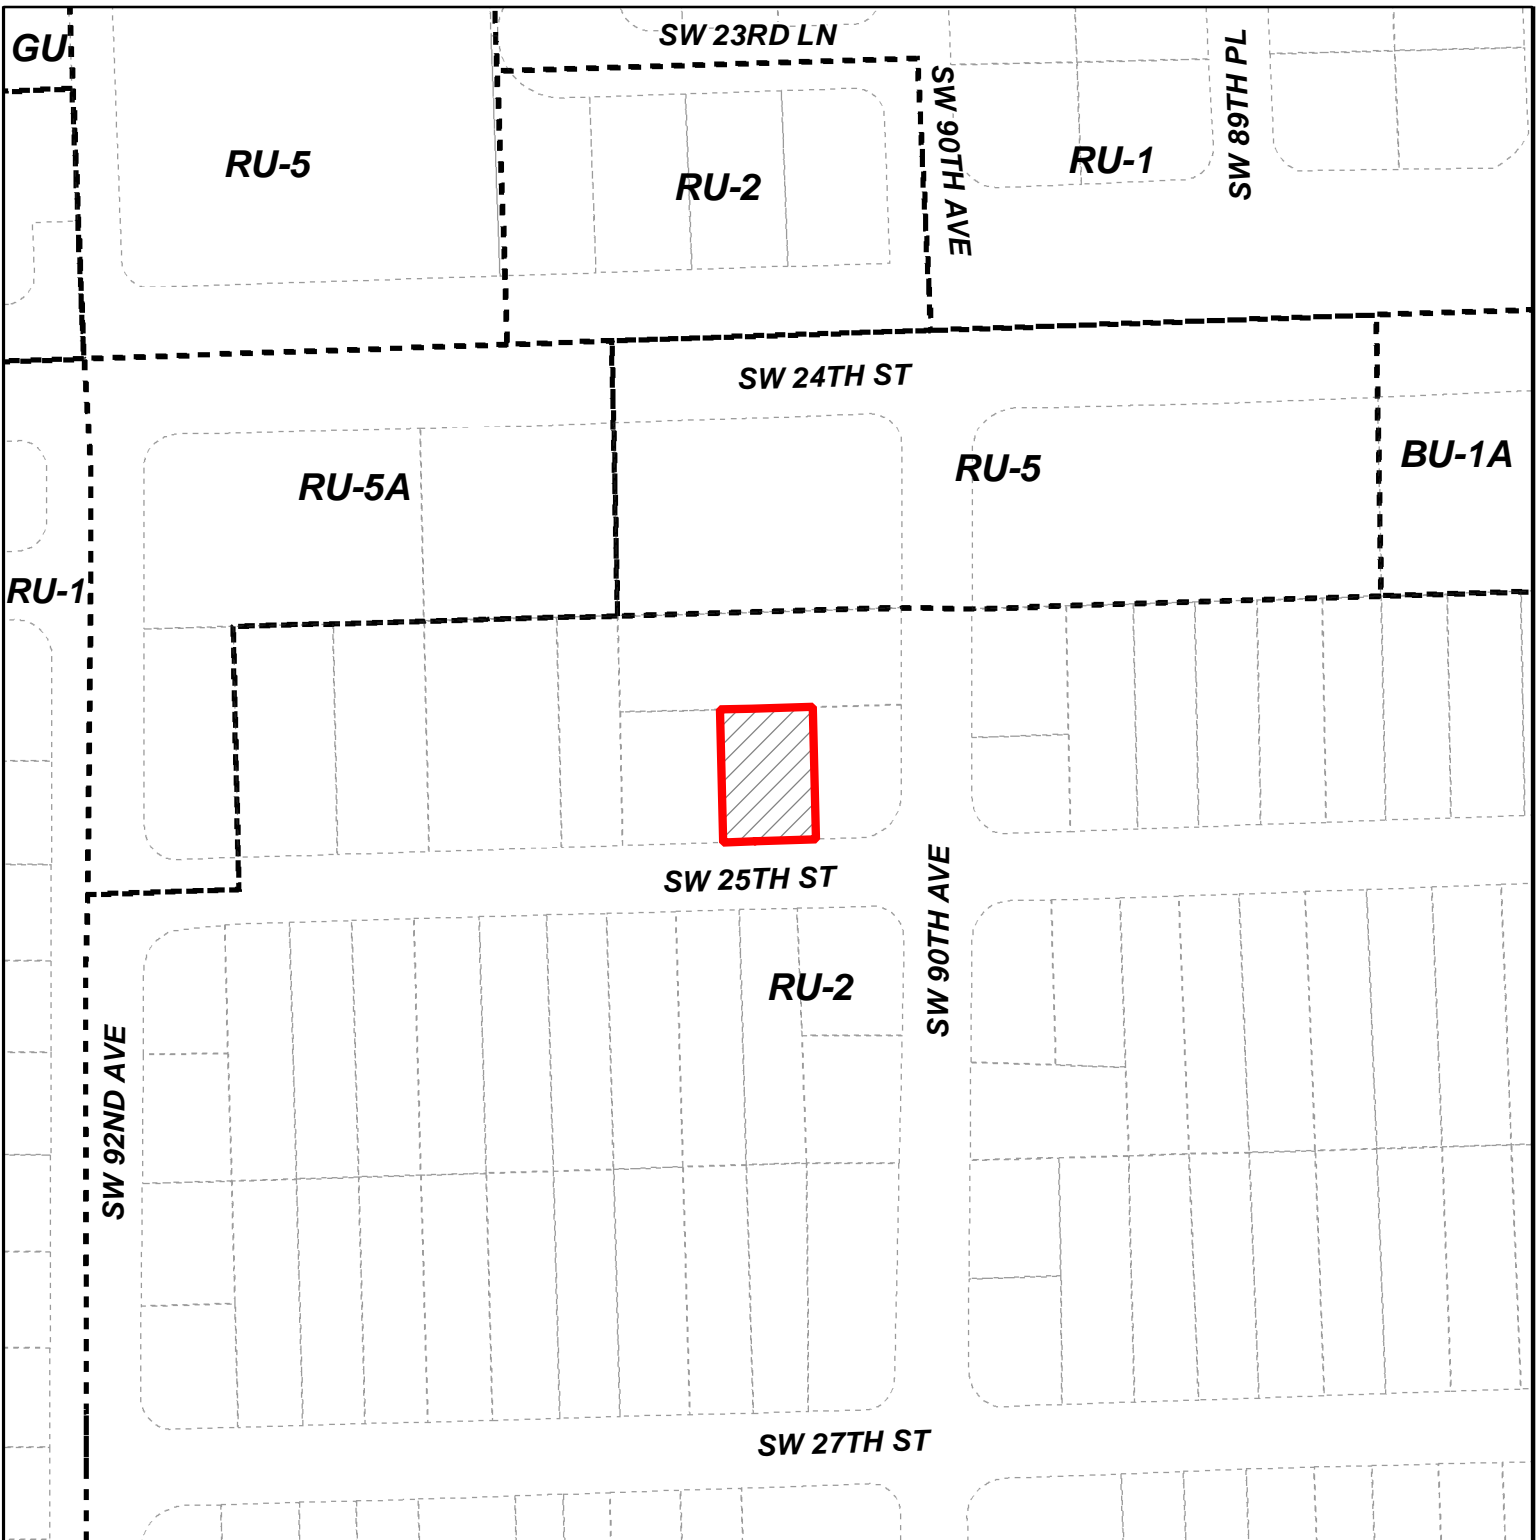 GU
SW 23RD LN
SW 90TH AVE
SW 89TH PL
RU-5
RU-2
RU-1
SW 24TH ST
RU-5A
RU-5
BU-1A
RU-1
SW 25TH ST
SW 90TH AVE
RU-2
SW 92ND AVE
SW 27TH ST